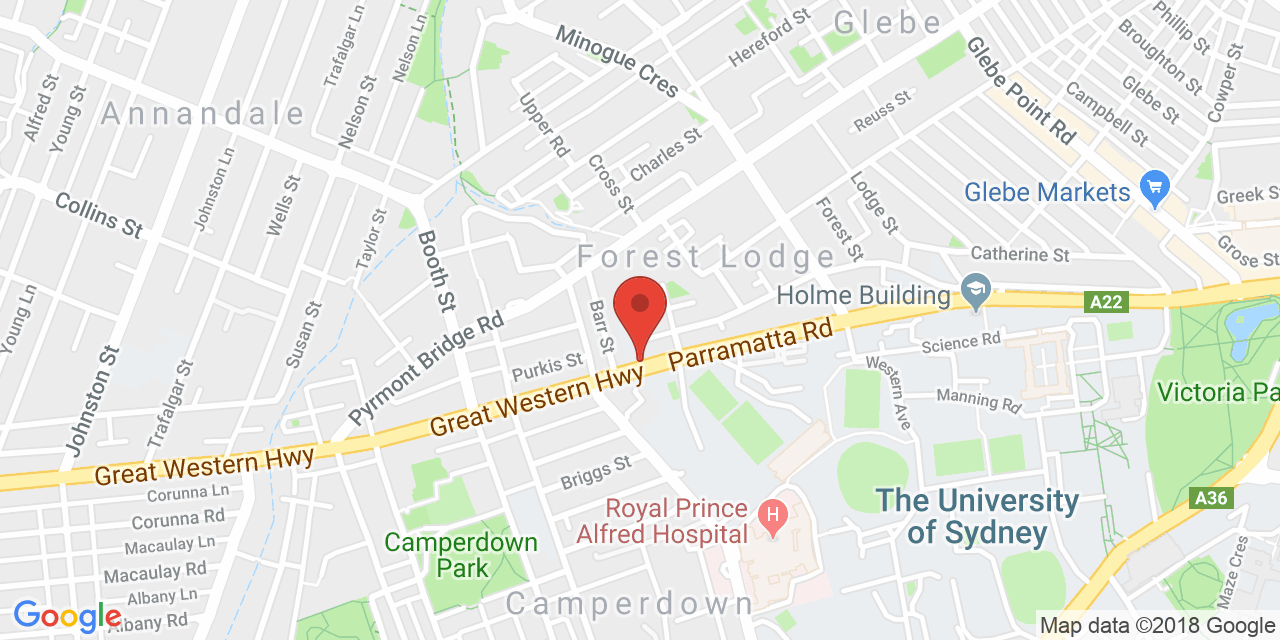 Glebe
Minogue Cres
Hereford St
Phillip St
Broughton St
Glebe St
Campbell St
Cowper St
Glebe Point Rd
Trafalgar Ln
Nelson Ln
Nelson St
Alfred St
Young St
Annandale
Upper Rd
Cross St
Charles St
Reuss St
Lodge St
Forest St
Glebe Markets
Greek S
Grose St
Catherine St
Collins St
Johnston Ln
Wells St
Taylor St
Booth St
Forest Lodge
Holme Building
A22
Young Ln
Susan St
Barr St
Pyrmont Bridge Rd
Purkis St
Parramatta Rd
Science Rd
Western Ave
Manning Rd
Victoria Pa
Johnston St
Trafalgar St
Great Western Hwy
Great Western Hwy
Briggs St
Corunna Ln
Corunna Rd
Macaulay Ln
Macaulay Rd
Albany Ln
Albany Rd
Camperdown
Park
Royal Prince
Alfred Hospital
H
The University
of Sydney
A36
Maze Cres
Camperdown
Google
Map data ©2018 Google